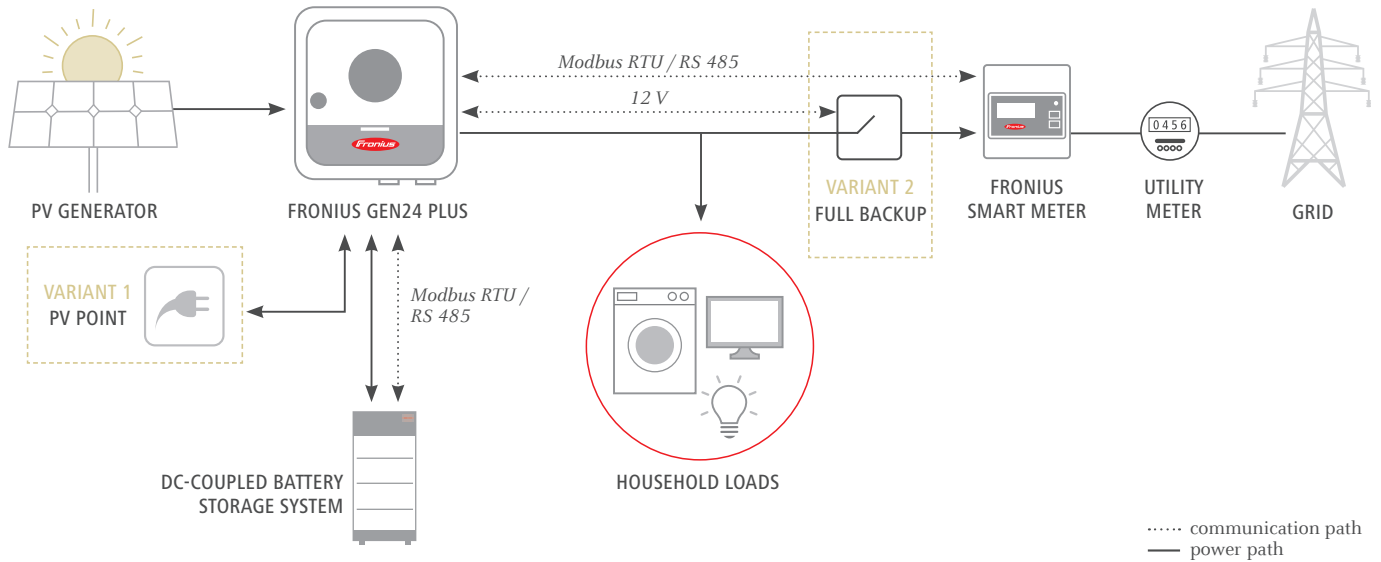 Modbus RTU / RS 485
12 V
Fronius
Fronius
0456
PV GENERATOR
FRONIUS GEN24 PLUS
VARIANT 2
FULL BACKUP
FRONIUS
SMART METER
UTILITY
METER
GRID
VARIANT 1
PV POINT
Modbus RTU /
RS 485
DC-COUPLED BATTERY
STORAGE SYSTEM
HOUSEHOLD LOADS
communication path
power path